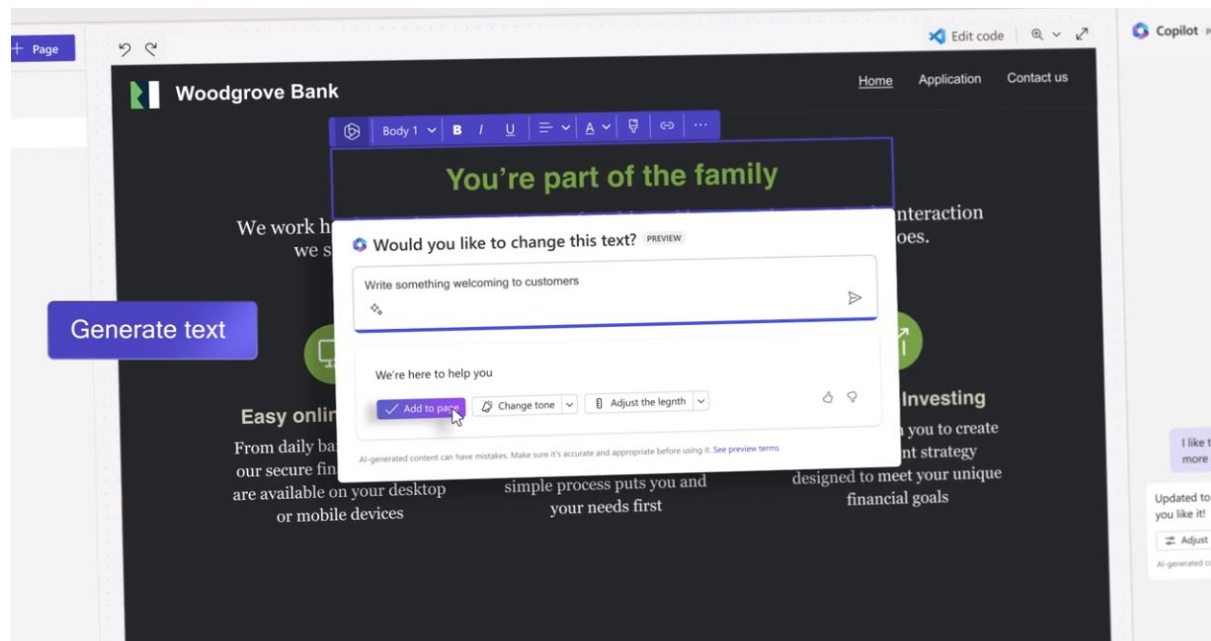 + Page
Edit code
Copilot
Woodgrove Bank
Home Application Contact us
Body 1 B I U A
You're part of the family
We work h
nteraction
we s
oes.
Would you like to change this text? PREVIEW
Write something welcoming to customers
Generate text
We're here to help you
Add to page Change tone Adjust the legnth
AI-generated content can have mistakes. Make sure it's accurate and appropriate before using it. See preview terms
Easy onlin
From daily ba
our secure fin
are available on your desktop
or mobile devices
simple process puts you and
your needs first
Investing
you to create
nt strategy
designed to meet your unique
financial goals
I like t
more
Updated to
you like it!
Adjust
AI-generated co